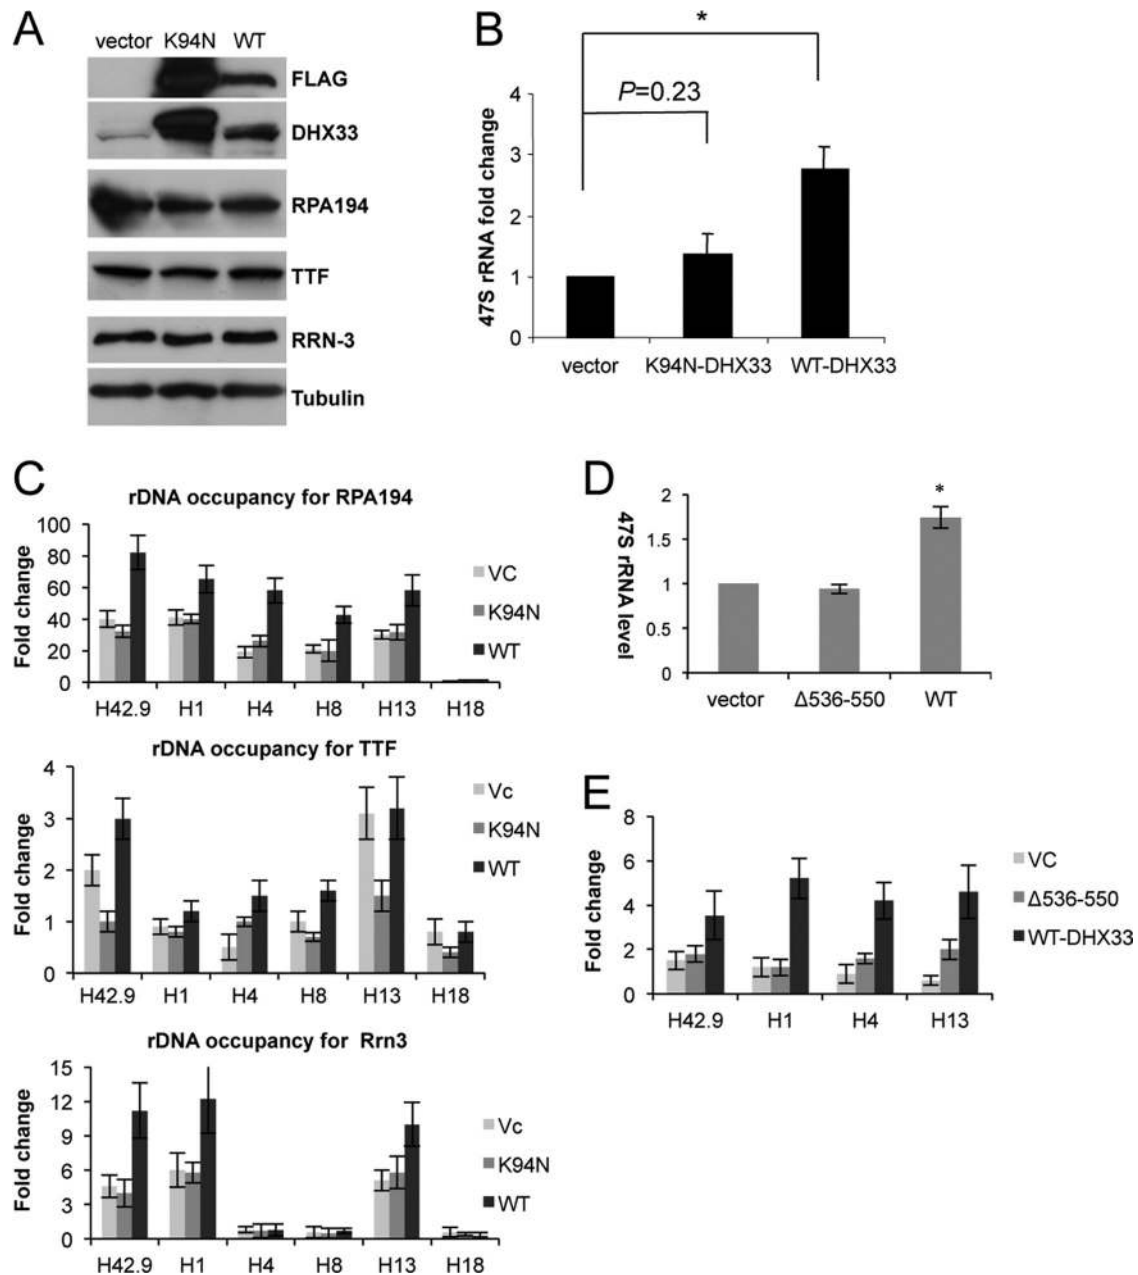 A
vector K94N WT
FLAG
DHX33
RPA194
TTF
RRN-3
Tubulin
B
*
P=0.23
47S rRNA fold change
4
3
2
1
0
vector K94N-DHX33 WT-DHX33
C
rDNA occupancy for RPA194
Fold change
100
80
60
40
20
0
VC
K94N
WT
H42.9 H1 H4 H8 H13 H18
rDNA occupancy for TTF
Fold change
4
3
2
1
0
Vc
K94N
WT
H42.9 H1 H4 H8 H13 H18
rDNA occupancy for Rrn3
Fold change
15
12
9
6
3
0
Vc
K94N
WT
H42.9 H1 H4 H8 H13 H18
D
47S rRNA level
2
1.5
1
0.5
0
*
vector Δ536-550 WT
E
Fold change
8
6
4
2
0
VC
Δ536-550
WT-DHX33
H42.9 H1 H4 H13